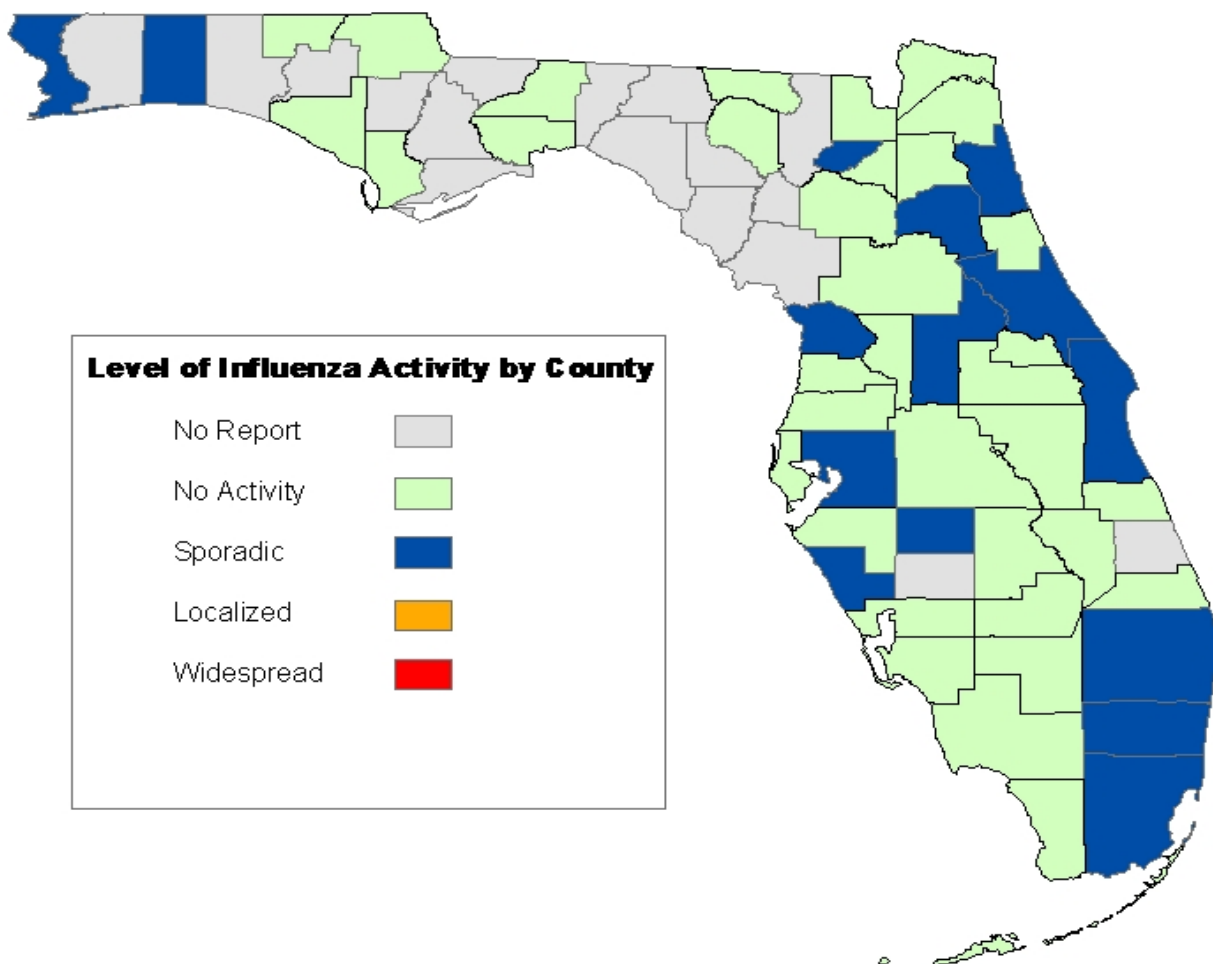 Level of Influenza Activity by County
No Report
No Activity
Sporadic
Localized
Widespread